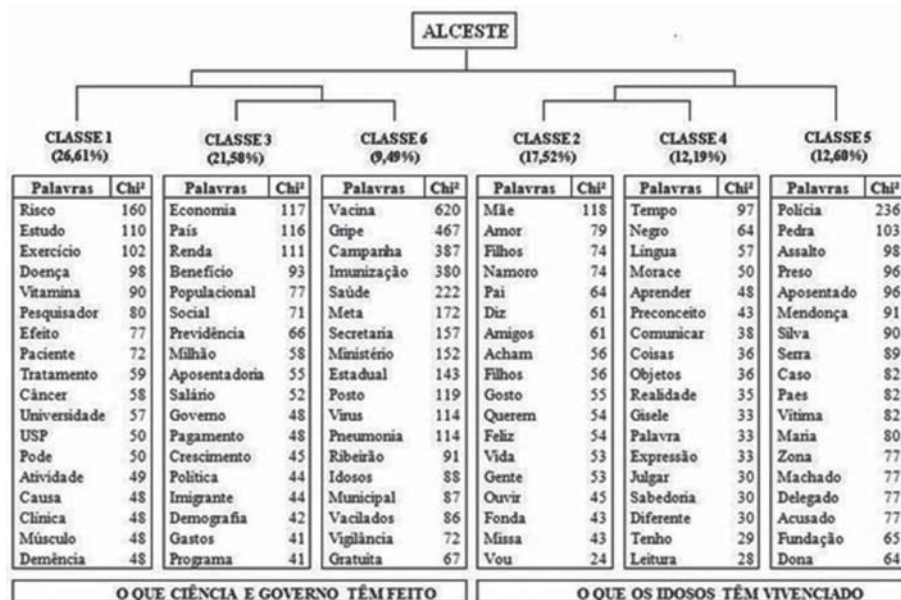 ALCESTE
CLASSE 1 CLASSE 3 CLASSE 6 CLASSE 2 CLASSE 4 CLASSE 5
(26,61%) (21,58%) (9,49%) (17,52%) (12,19%) (12,60%)
Palavras Chi² Palavras Chi² Palavras Chi² Palavras Chi² Palavras Chi² Palavras Chi²
Risco 160 Economia 117 Vacina 620 Mãe 118 Tempo 97 Polícia 236
Estudo 110 País 116 Gripe 467 Amor 79 Negro 64 Pedra 103
Exercício 102 Renda 111 Campanha 387 Filhos 74 Língua 57 Assalto 98
Doença 98 Benefício 93 Imunização 380 Namoro 74 Morace 50 Preso 96
Vitamina 90 Populacional 77 Saúde 222 Pai 64 Aprender 48 Aposentado 96
Pesquisador 80 Social 71 Meta 172 Diz 61 Preconceito 43 Mendonça 91
Efeito 77 Previdência 66 Secretaria 157 Amigos 61 Comunicar 38 Silva 90
Paciente 72 Milhão 58 Ministério 152 Acham 56 Coisas 36 Serra 89
Tratamento 59 Aposentadoria 55 Estadual 143 Filhos 56 Objetos 36 Caso 82
Câncer 58 Salário 52 Posto 119 Gosto 55 Realidade 35 Paes 82
Universidade 57 Governo 48 Virus 114 Querem 54 Gisele 33 Vítima 82
USP 50 Pagamento 48 Pneumonia 114 Feliz 54 Palavra 33 Maria 80
Pode 50 Crescimento 45 Ribeirão 91 Vida 53 Expressão 33 Zona 77
Atividade 49 Política 44 Idosos 88 Gente 53 Julgar 30 Machado 77
Causa 48 Imigrante 44 Municipal 87 Ouvir 45 Sabedoria 30 Delegado 77
Clínica 48 Demografia 42 Vacilados 86 Fonda 43 Diferente 30 Acusado 77
Músculo 48 Gastos 41 Vigilância 72 Missa 43 Tenho 29 Fundação 65
Demência 48 Programa 41 Gratuita 67 Vou 24 Leitura 28 Dona 64
O QUE CIÊNCIA E GOVERNO TÊM FEITO O QUE OS IDOSOS TÊM VIVENCIADO